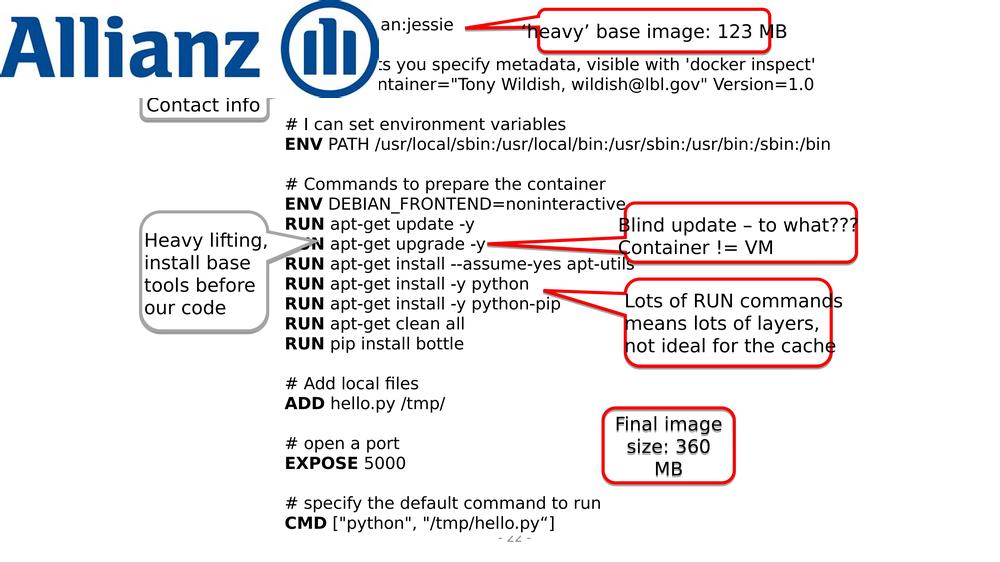 Allianz
an:jessie
‘heavy’ base image: 123 MB
ts you specify metadata, visible with 'docker inspect'
ntainer="Tony Wildish, wildish@lbl.gov" Version=1.0
Contact info
# I can set environment variables
ENV PATH /usr/local/sbin:/usr/local/bin:/usr/sbin:/usr/bin:/sbin:/bin
# Commands to prepare the container
ENV DEBIAN_FRONTEND=noninteractive
RUN apt-get update -y
RUN apt-get upgrade -y
RUN apt-get install --assume-yes apt-utils
RUN apt-get install -y python
RUN apt-get install -y python-pip
RUN apt-get clean all
RUN pip install bottle
Heavy lifting,
install base
tools before
our code
Blind update – to what???
Container != VM
Lots of RUN commands
means lots of layers,
not ideal for the cache
# Add local files
ADD hello.py /tmp/
# open a port
EXPOSE 5000
Final image
size: 360
MB
# specify the default command to run
CMD ["python", "/tmp/hello.py“]
- 22 -